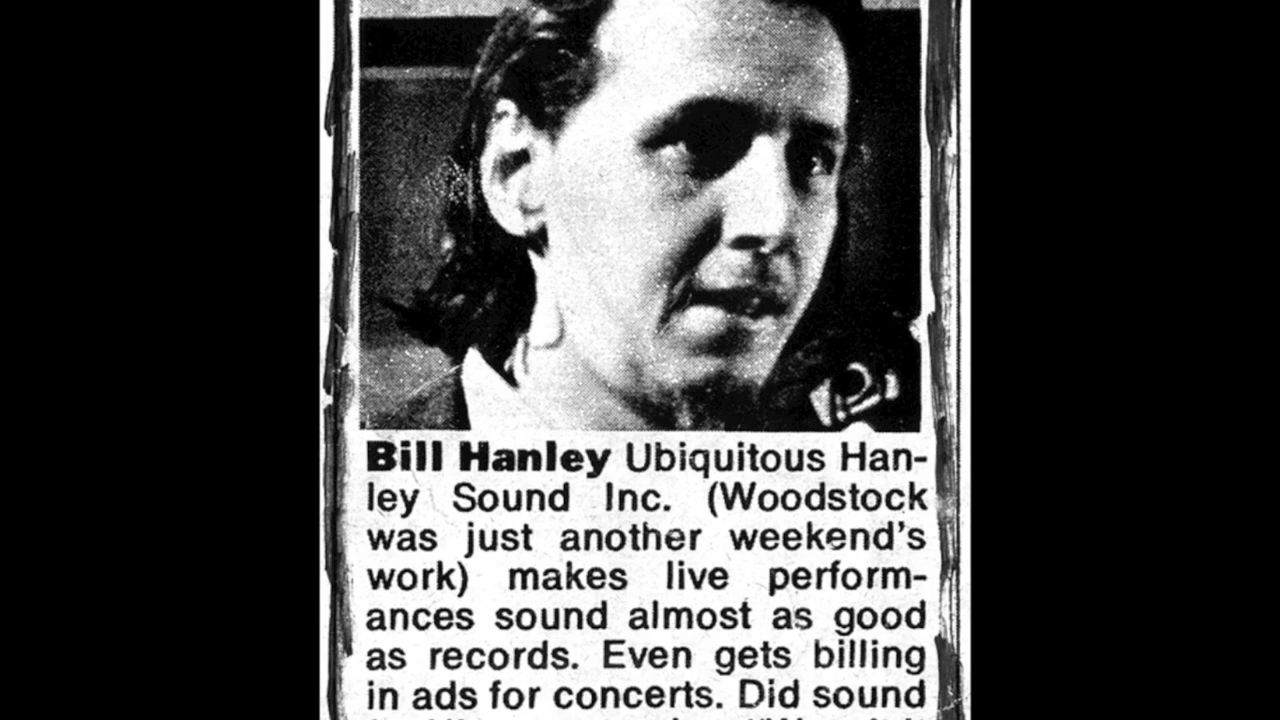 Bill Hanley Ubiquitous Han-
ley Sound Inc. (Woodstock
was just another weekend's
work) makes live perform-
ances sound almost as good
as records. Even gets billing
in ads for concerts. Did sound